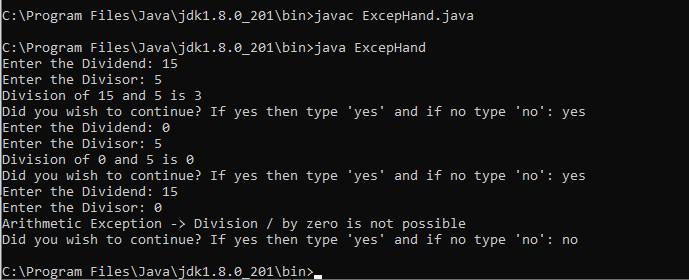 C:\Program Files\Java\jdk1.8.0_201\bin>javac ExcepHand.java
C:\Program Files\Java\jdk1.8.0_201\bin>java ExcepHand
Enter the Dividend: 15
Enter the Divisor: 5
Division of 15 and 5 is 3
Did you wish to continue? If yes then type 'yes' and if no type 'no': yes
Enter the Dividend: 0
Enter the Divisor: 5
Division of 0 and 5 is 0
Did you wish to continue? If yes then type 'yes' and if no type 'no': yes
Enter the Dividend: 15
Enter the Divisor: 0
Arithmetic Exception -> Division / by zero is not possible
Did you wish to continue? If yes then type 'yes' and if no type 'no': no
C:\Program Files\Java\jdk1.8.0_201\bin>